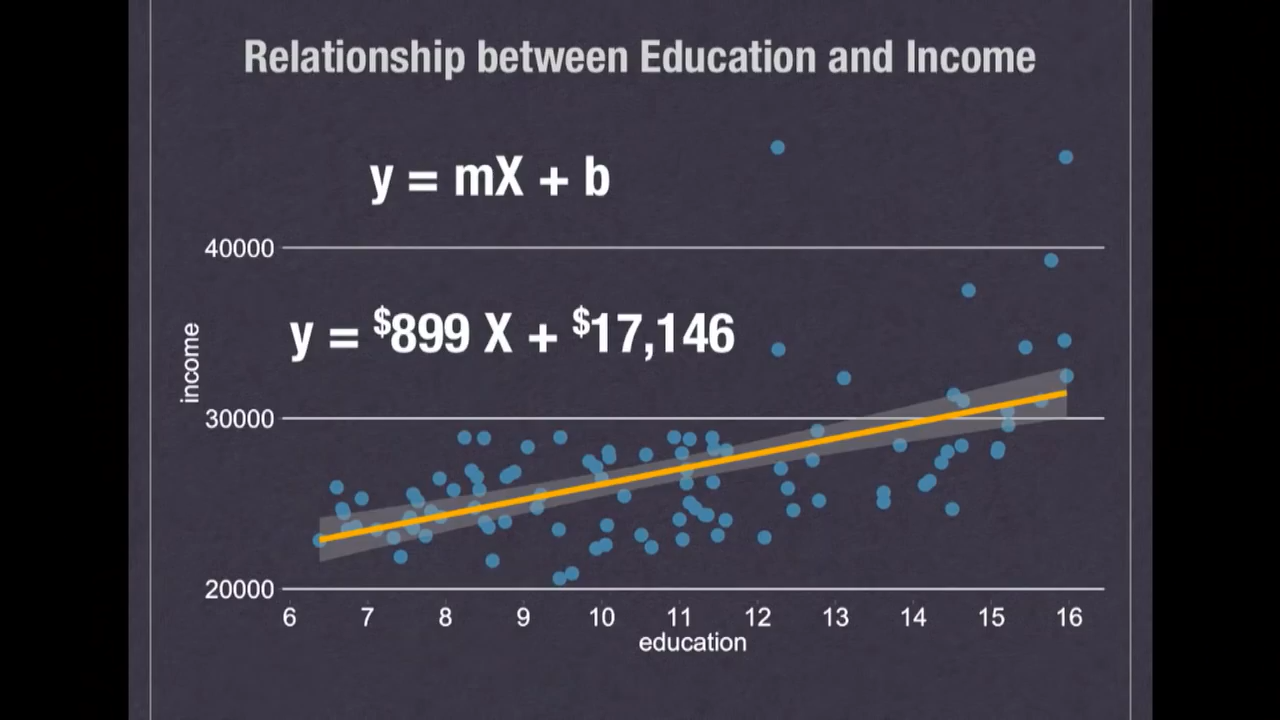 Relationship between Education and Income
y = mX + b
40000
y = $899 X + $17,146
income
30000
20000
6 7 8 9 10 11 12 13 14 15 16
education